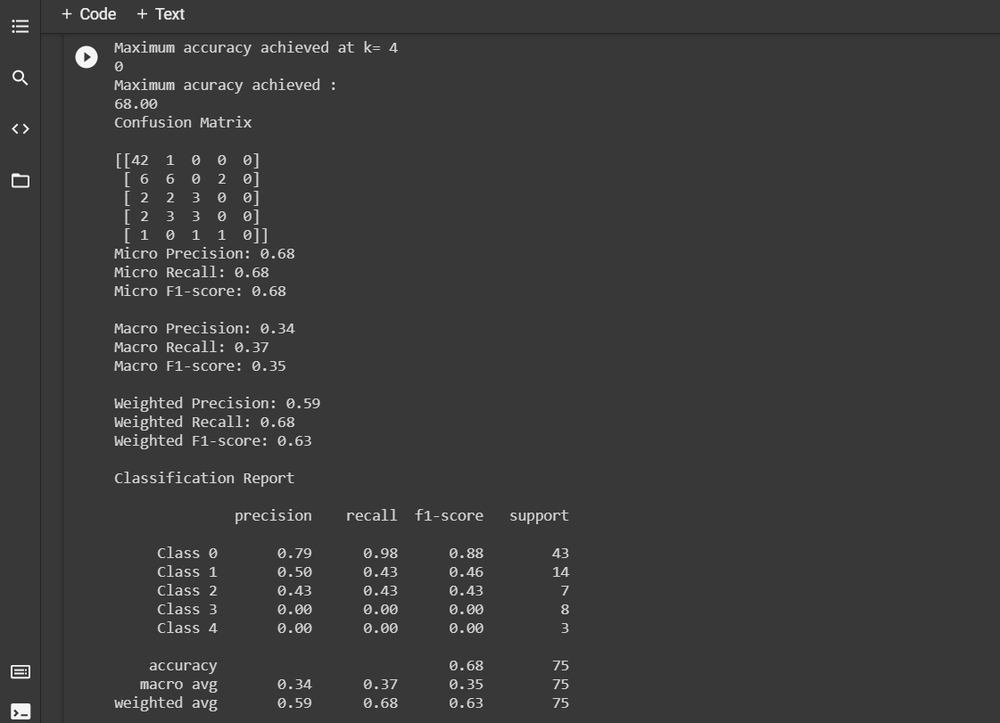 + Code + Text
Maximum accuracy achieved at k= 4
0
Maximum acuracy achieved :
68.00
Confusion Matrix
[[42 1 0 0 0]
[ 6 6 0 2 0]
[ 2 2 3 0 0]
[ 2 3 3 0 0]
[ 1 0 1 1 0]]
Micro Precision: 0.68
Micro Recall: 0.68
Micro F1-score: 0.68
Macro Precision: 0.34
Macro Recall: 0.37
Macro F1-score: 0.35
Weighted Precision: 0.59
Weighted Recall: 0.68
Weighted F1-score: 0.63
Classification Report
precision recall f1-score support
Class 0 0.79 0.98 0.88 43
Class 1 0.50 0.43 0.46 14
Class 2 0.43 0.43 0.43 7
Class 3 0.00 0.00 0.00 8
Class 4 0.00 0.00 0.00 3
accuracy 0.68 75
macro avg 0.34 0.37 0.35 75
weighted avg 0.59 0.68 0.63 75